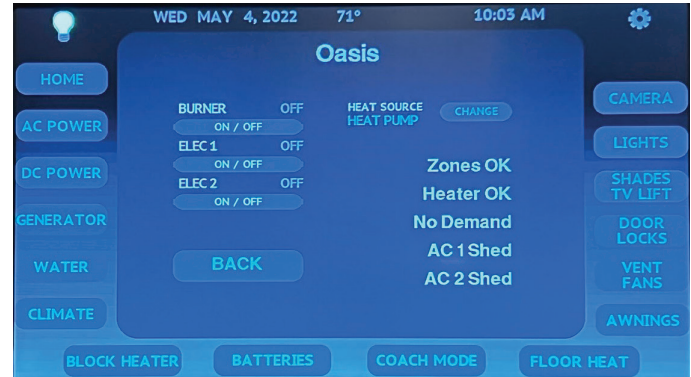 WED MAY 4, 2022 71° 10:03 AM
Oasis
HOME
AC POWER
DC POWER
GENERATOR
WATER
CLIMATE
BURNER OFF
ON / OFF
ELEC 1 OFF
ON / OFF
ELEC 2 OFF
ON / OFF
BACK
HEAT SOURCE
HEAT PUMP
CHANGE
Zones OK
Heater OK
No Demand
AC 1 Shed
AC 2 Shed
CAMERA
LIGHTS
SHADES
TV LIFT
DOOR
LOCKS
VENT
FANS
AWNINGS
BLOCK HEATER
BATTERIES
COACH MODE
FLOOR HEAT